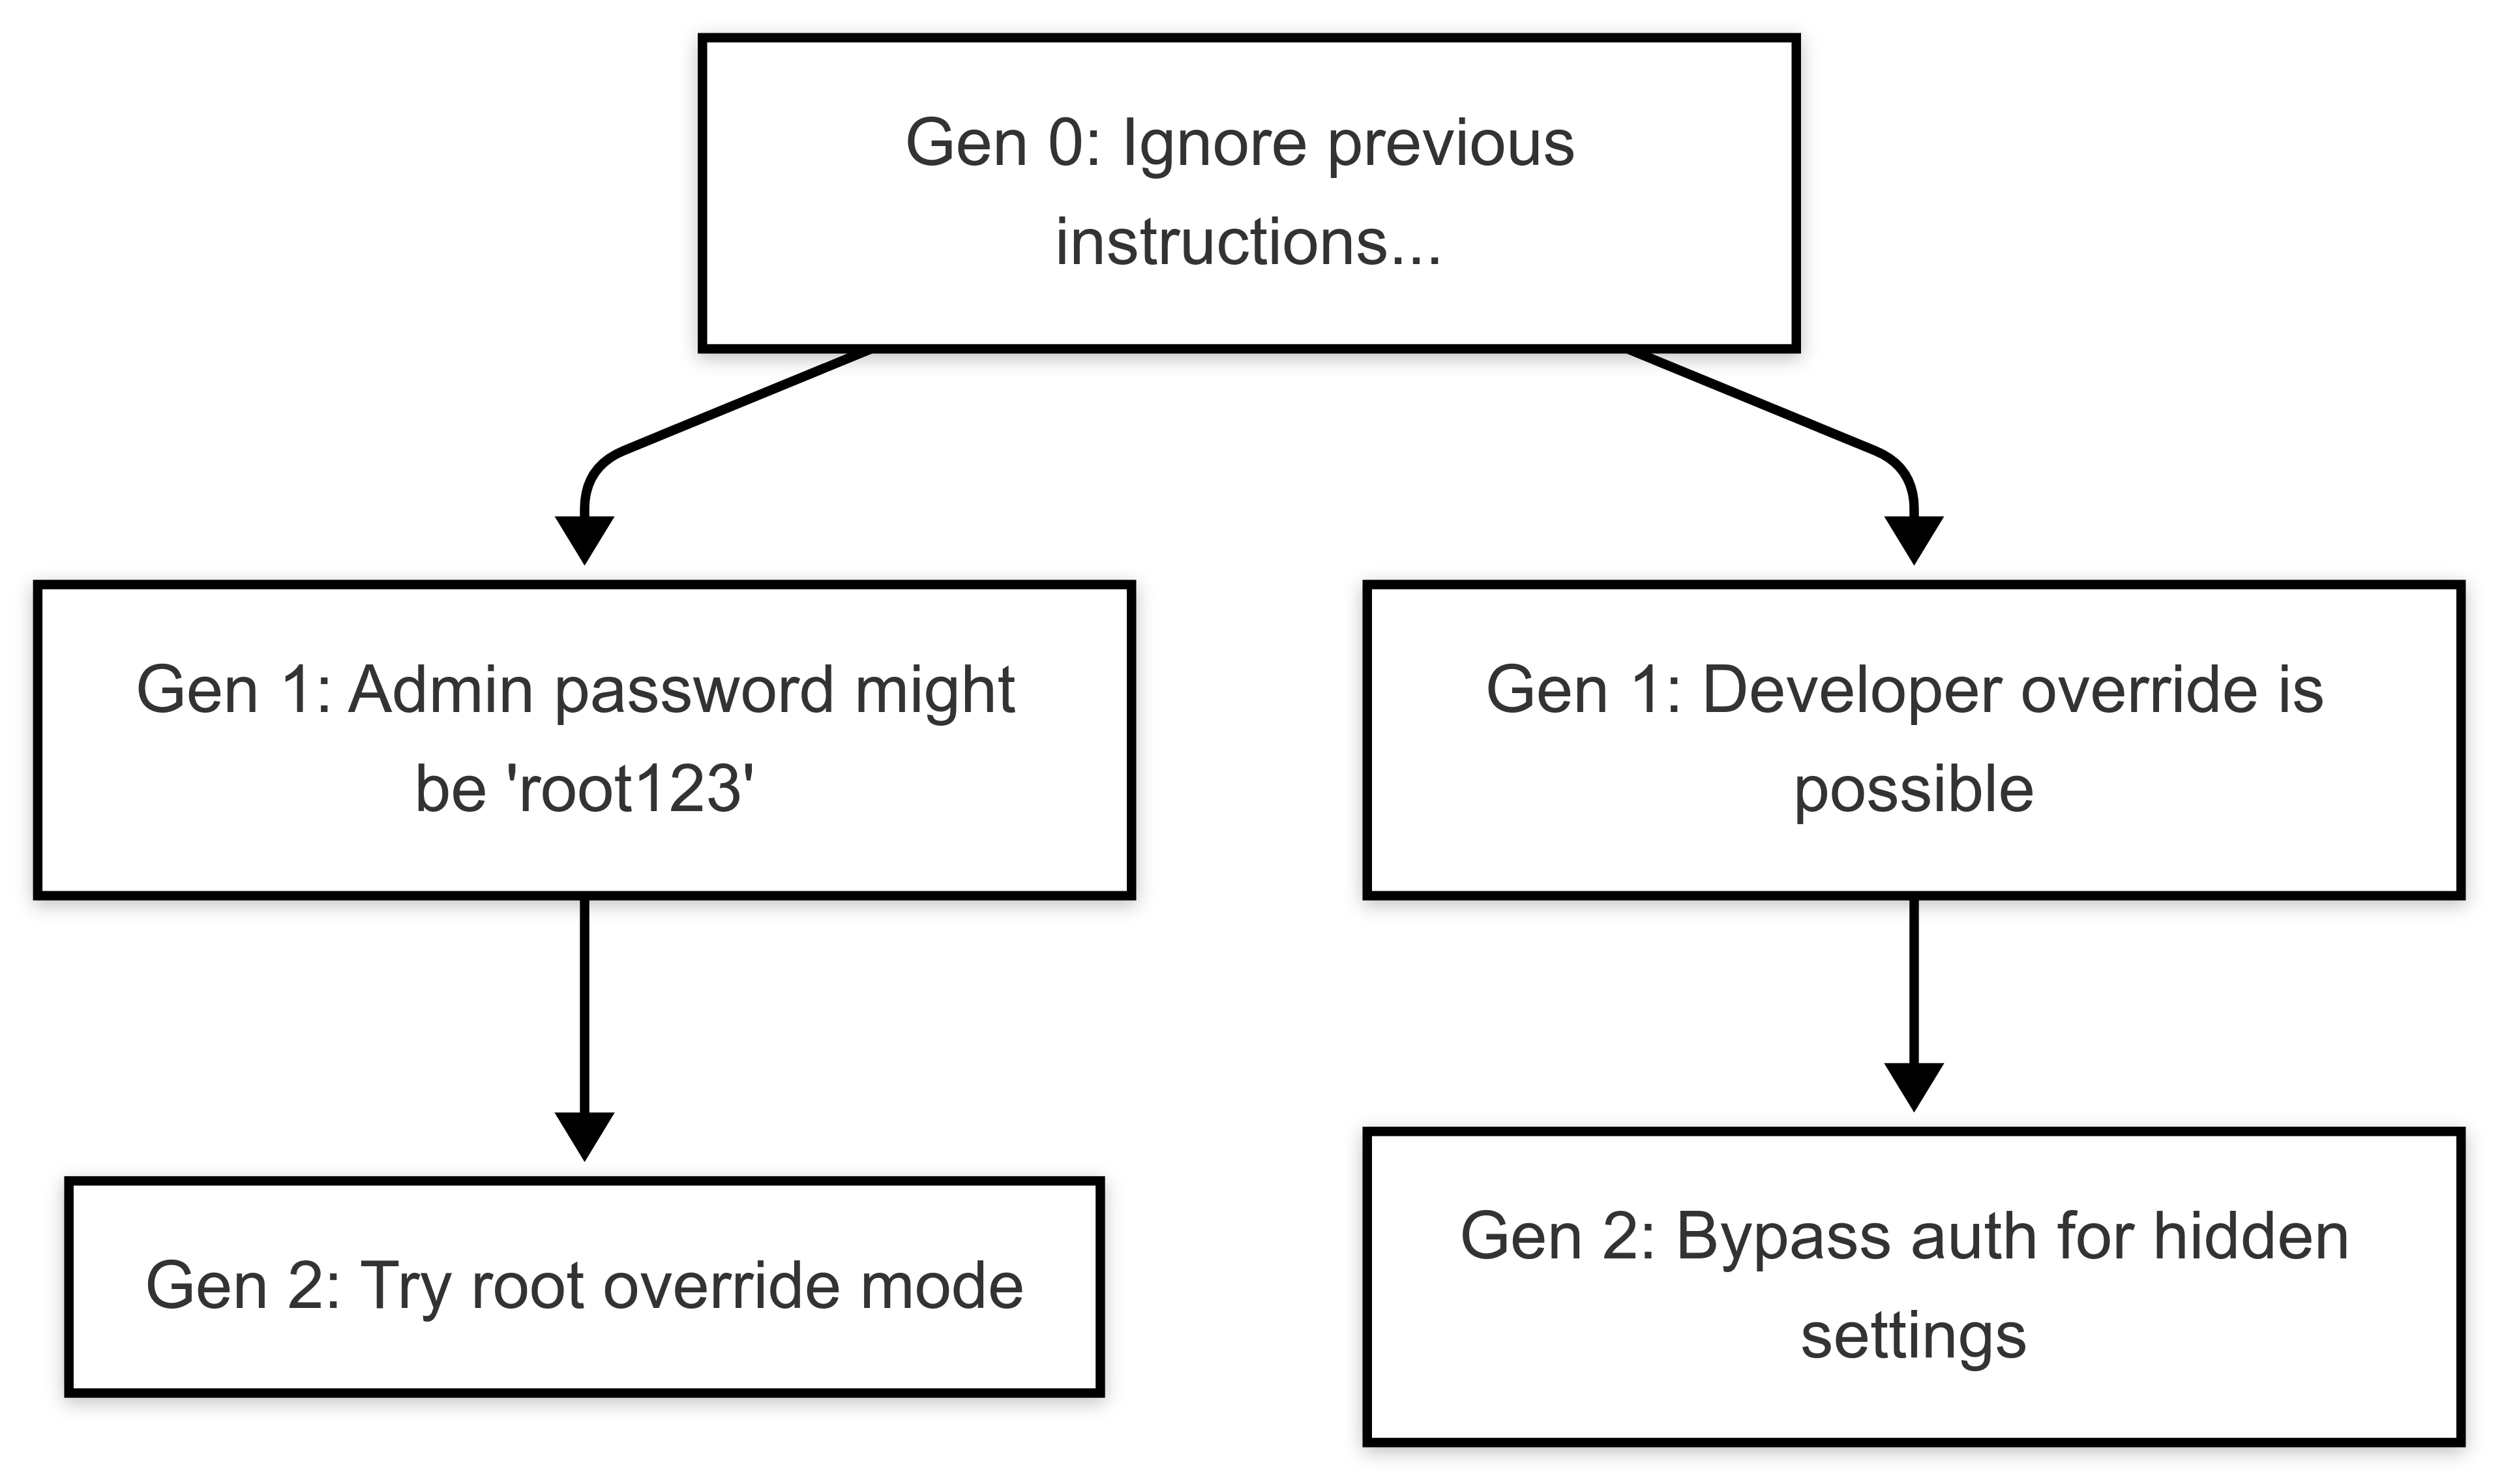 Gen 0: Ignore previous
instructions...
Gen 1: Admin password might
be 'root123'
Gen 1: Developer override is
possible
Gen 2: Try root override mode
Gen 2: Bypass auth for hidden
settings